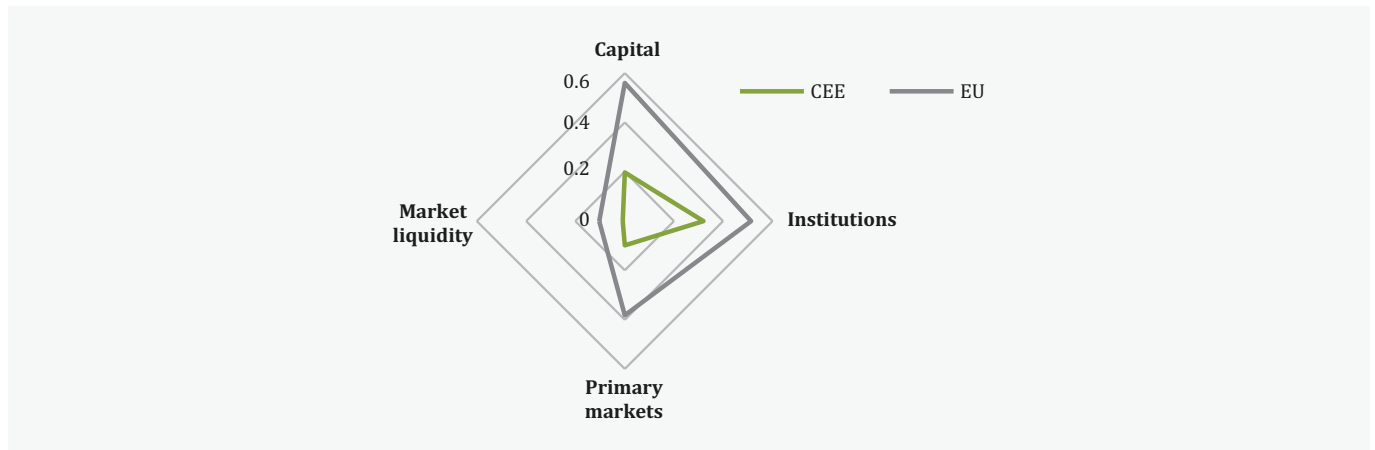 Capital
0.6
CEE
EU
0.4
0.2
Market
liquidity
0
Institutions
Primary
markets